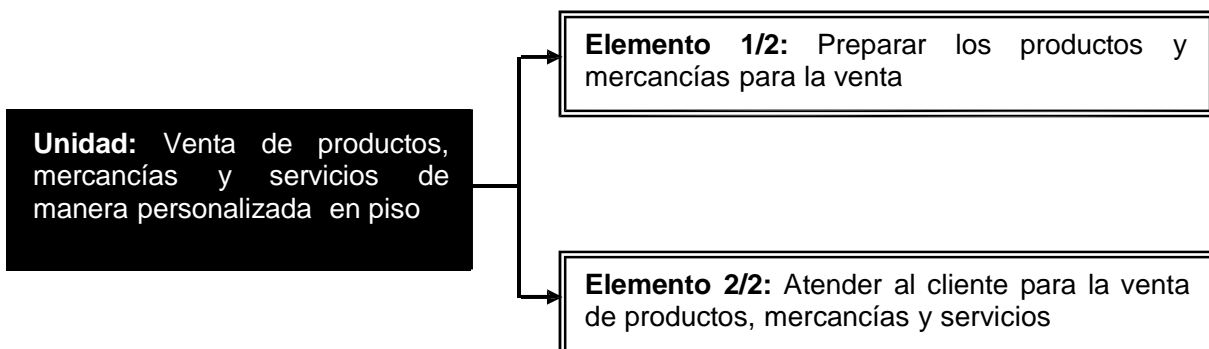 Elemento 1/2: Preparar los productos y
mercancías para la venta
Unidad: Venta de productos,
mercancías y servicios de
manera personalizada en piso
Elemento 2/2: Atender al cliente para la venta
de productos, mercancías y servicios